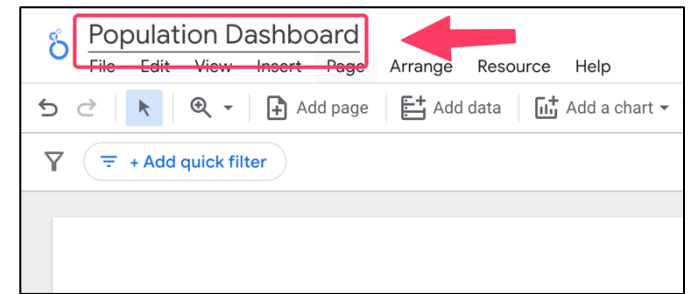 Population Dashboard
File Edit View Insert Page Arrange Resource Help
Add page Add data Add a chart
+ Add quick filter